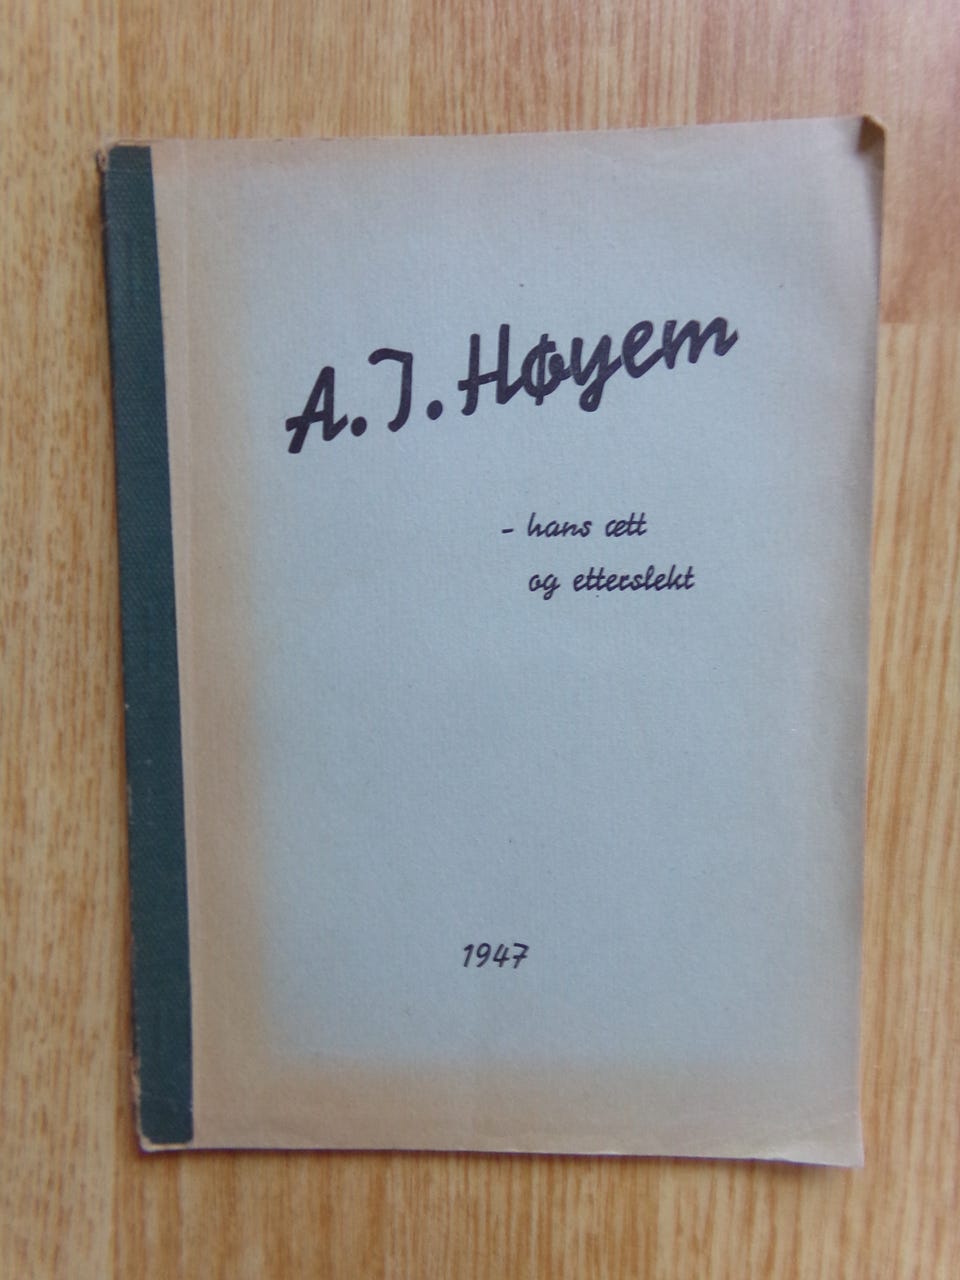 A. J. Høyem
- hans ætt
og etterslekt
1947